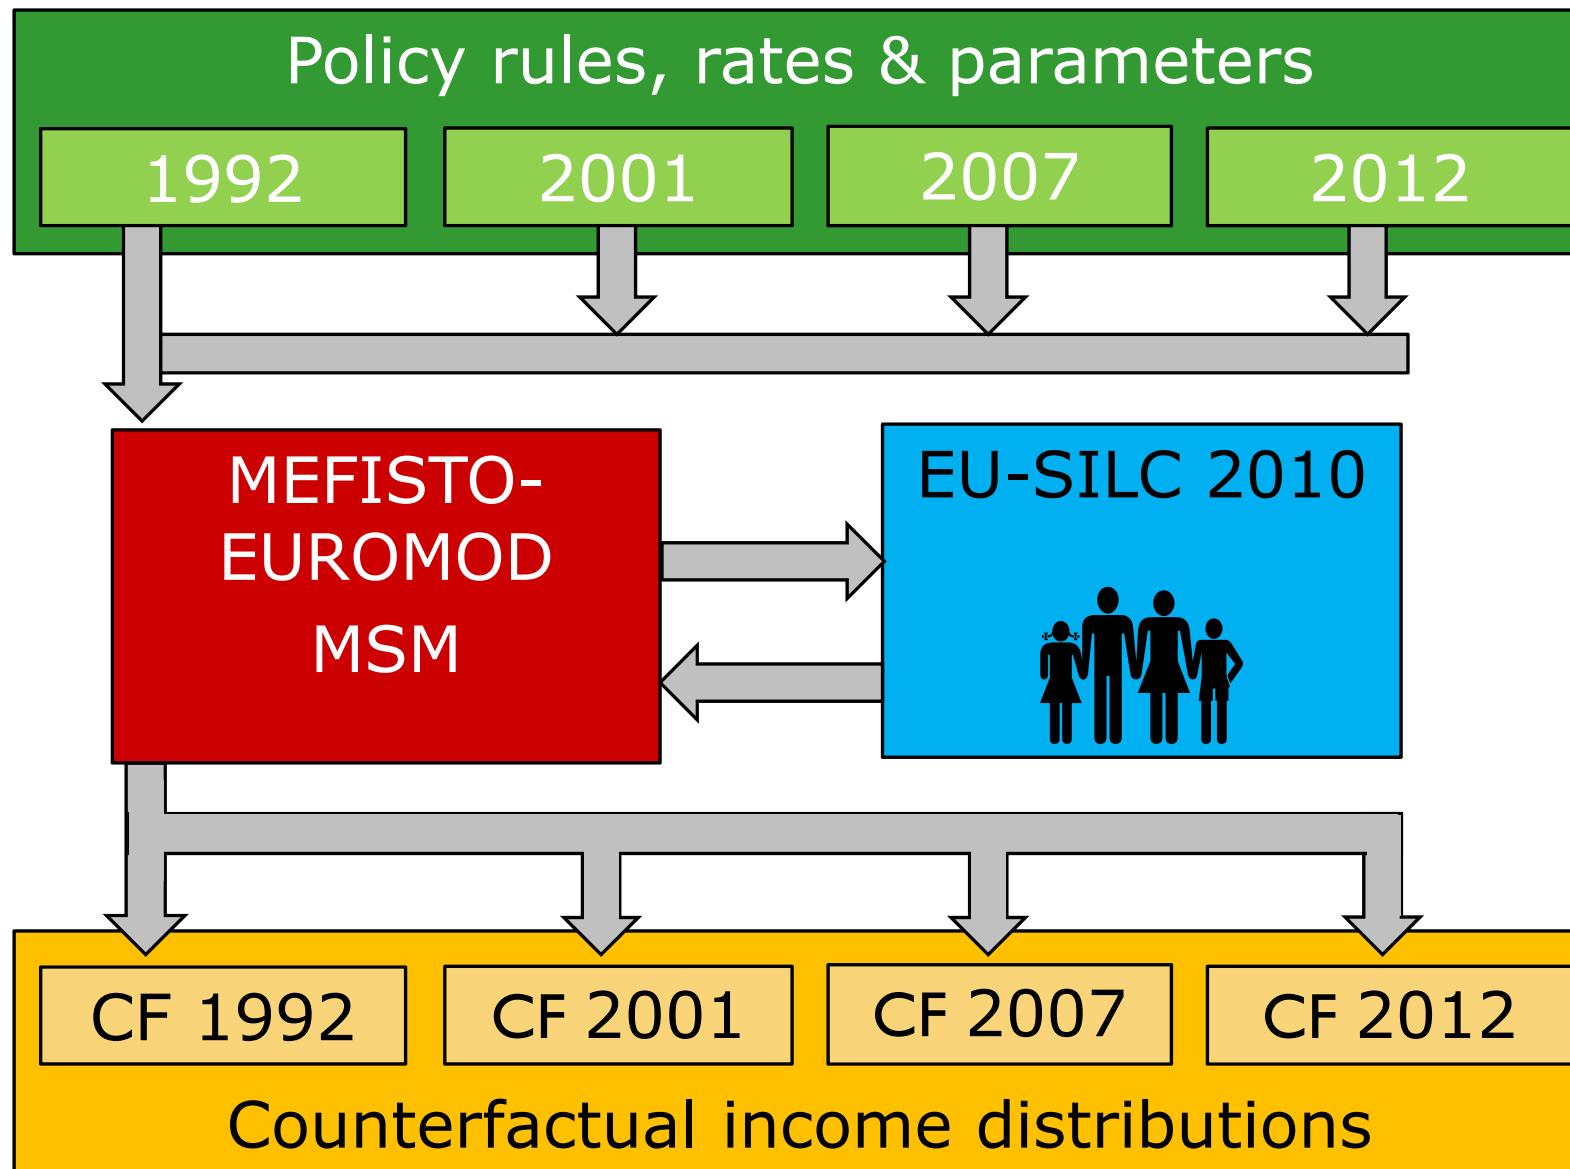 Policy rules, rates & parameters
1992
2001
2007
2012
MEFISTO-
EUROMOD
MSM
EU-SILC 2010
CF 1992
CF 2001
CF 2007
CF 2012
Counterfactual income distributions